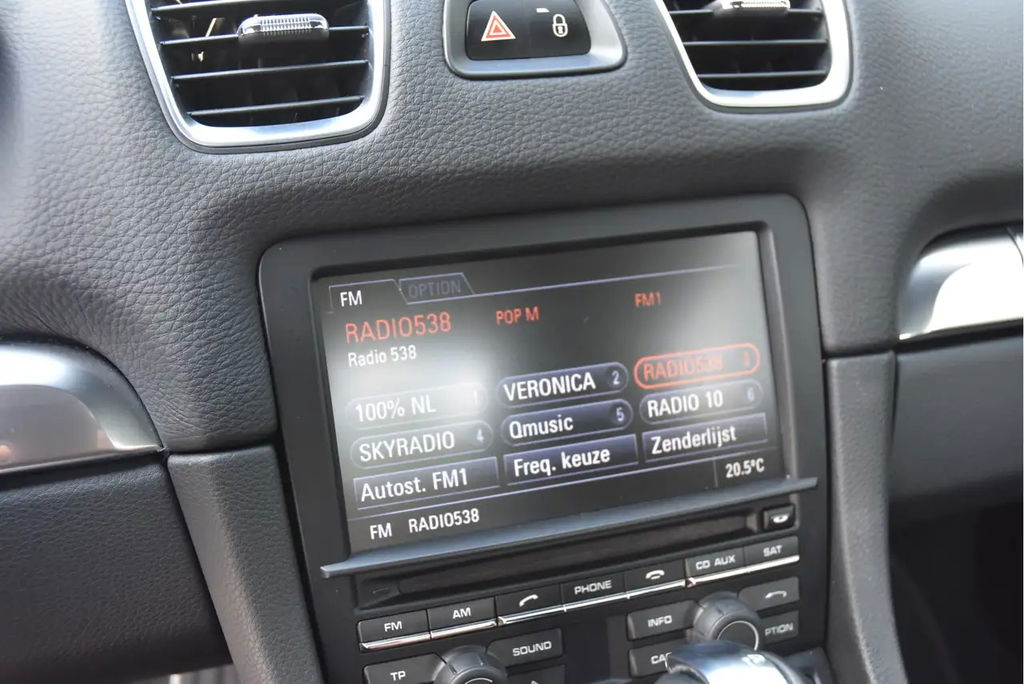 FM OPTION
RADIO538 POP M FM1
Radio 538
100% NL 1 VERONICA 2 RADIO538 3
SKYRADIO 4 Qmusic 5 RADIO 10 6
Autost. FM1 Freq. keuze Zenderlijst
FM RADIO538 20.5°C
FM AM PHONE CD AUX SAT
TP SOUND INFO